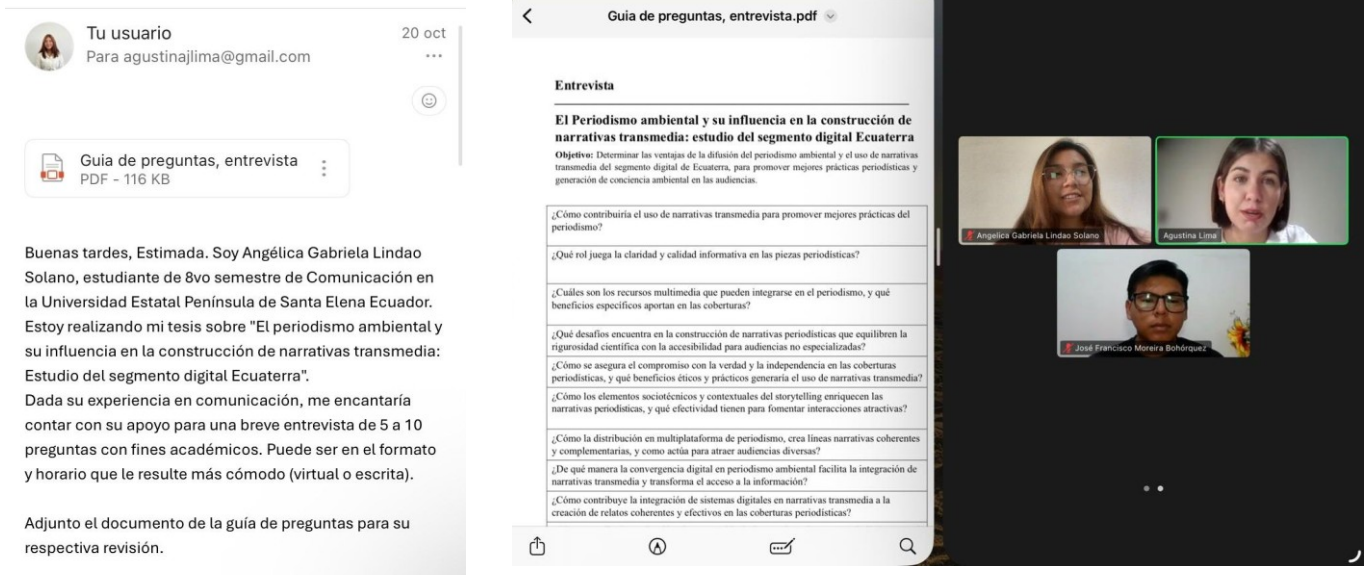 Tu usuario
20 oct
Para agustinajlima@gmail.com
Guia de preguntas, entrevista
PDF - 116 KB
Buenas tardes, Estimada. Soy Angélica Gabriela Lindao
Solano, estudiante de 8vo semestre de Comunicación en
la Universidad Estatal Península de Santa Elena Ecuador.
Estoy realizando mi tesis sobre "El periodismo ambiental y
su influencia en la construcción de narrativas transmedia:
Estudio del segmento digital Ecuaterra".
Dada su experiencia en comunicación, me encantaría
contar con su apoyo para una breve entrevista de 5 a 10
preguntas con fines académicos. Puede ser en el formato
y horario que le resulte más cómodo (virtual o escrita).
Adjunto el documento de la guía de preguntas para su
respectiva revisión.
Guia de preguntas, entrevista.pdf
Entrevista
El Periodismo ambiental y su influencia en la construcción de
narrativas transmedia: estudio del segmento digital Ecuaterra
Objetivo: Determinar las ventajas de la difusión del periodismo ambiental y el uso de narrativas
transmedia del segmento digital de Ecuaterra, para promover mejores prácticas periodísticas y
generación de conciencia ambiental en las audiencias.
¿Cómo contribuiría el uso de narrativas transmedia para promover mejores prácticas del
periodismo?
¿Qué rol juega la claridad y calidad informativa en las piezas periodísticas?
¿Cuáles son los recursos multimedia que pueden integrarse en el periodismo, y qué
beneficios específicos aportan en las coberturas?
¿Qué desafíos encuentra en la construcción de narrativas periodísticas que equilibren la
rigurosidad científica con la accesibilidad para audiencias no especializadas?
¿Cómo se asegura el compromiso con la verdad y la independencia en las coberturas
periodísticas, y qué beneficios éticos y prácticos generaría el uso de narrativas transmedia?
¿Cómo los elementos sociotécnicos y contextuales del storytelling enriquecen las
narrativas periodísticas, y qué efectividad tienen para fomentar interacciones atractivas?
¿Cómo la distribución en multiplataforma de periodismo, crea líneas narrativas coherentes
y complementarias, y como actúa para atraer audiencias diversas?
¿De qué manera la convergencia digital en periodismo ambiental facilita la integración de
narrativas transmedia y transforma el acceso a la información?
¿Cómo contribuye la integración de sistemas digitales en narrativas transmedia a la
creación de relatos coherentes y efectivos en las coberturas periodísticas?
Angelica Gabriela Lindao Solano
Agustina Lima
José Francisco Moreira Bohórquez